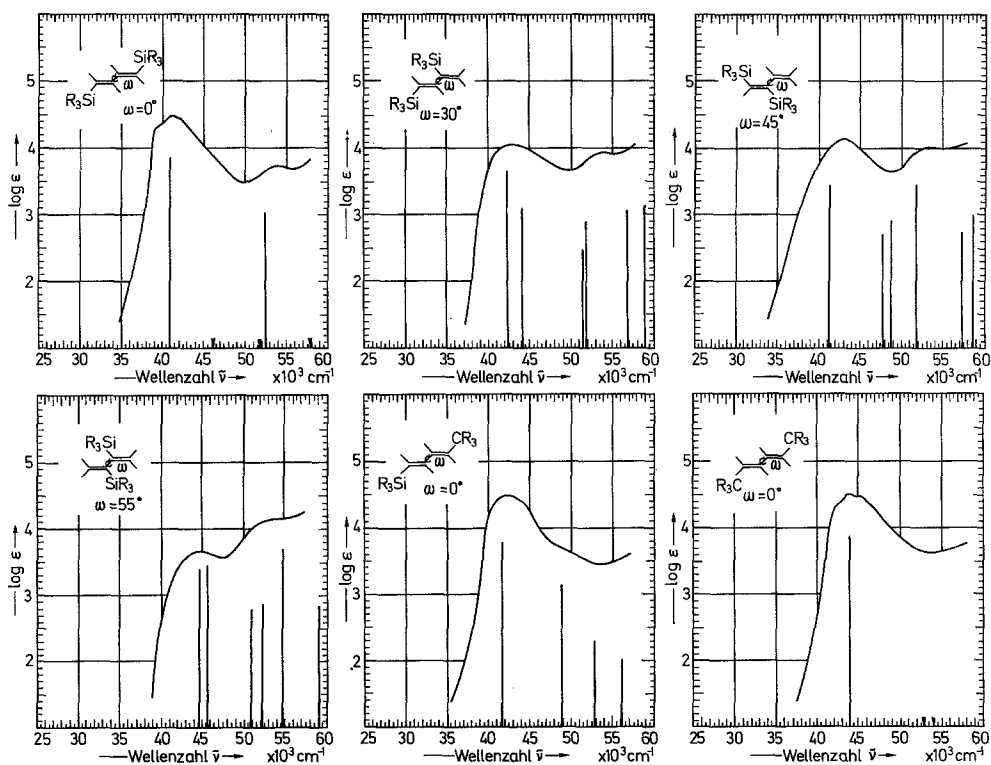 SiR₃
R₃Si
ω
ω=0°
5
4
3
2
log ε
25 30 35 40 45 50 55
Wellenzahl ν̄ x10³ cm⁻¹
R₃Si
R₃Si
ω
ω=30°
5
4
3
2
log ε
25 30 35 40 45 50 55 60
Wellenzahl ν̄ x10³ cm⁻¹
R₃Si
SiR₃
ω
ω=45°
5
4
3
2
log ε
25 30 35 40 45 50 55 60
Wellenzahl ν̄ x10³ cm⁻¹
R₃Si
SiR₃
ω
ω=55°
5
4
3
2
log ε
25 30 35 40 45 50 55 60
Wellenzahl ν̄ x10³ cm⁻¹
CR₃
R₃Si
ω
ω=0°
5
4
3
2
log ε
25 30 35 40 45 50 55 60
Wellenzahl ν̄ x10³ cm⁻¹
CR₃
R₃C
ω
ω=0°
5
4
3
2
log ε
25 30 35 40 45 50 55 60
Wellenzahl ν̄ x10³ cm⁻¹